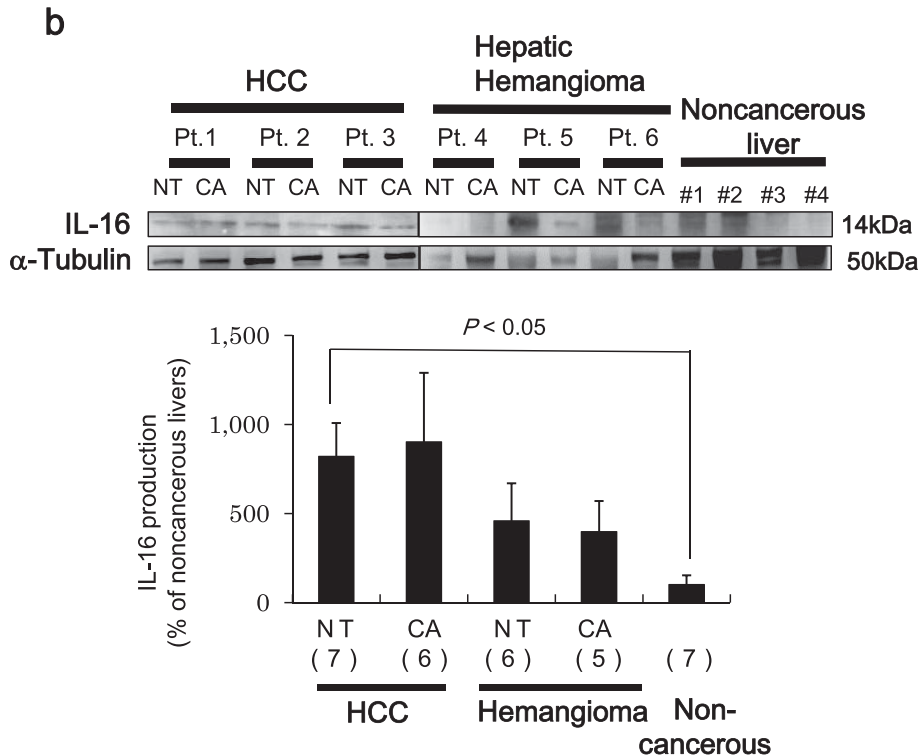 b
HCC
Hepatic
Hemangioma
Noncancerous
liver
Pt.1 Pt. 2 Pt. 3 Pt. 4 Pt. 5 Pt. 6
NT CA NT CA NT CA NT CA NT CA NT CA #1 #2 #3 #4
IL-16 14kDa
α-Tubulin 50kDa
P < 0.05
IL-16 production
(% of noncancerous livers)
1,500
1,000
500
0
NT CA NT CA
(7) (6) (6) (5) (7)
HCC Hemangioma Non-
cancerous